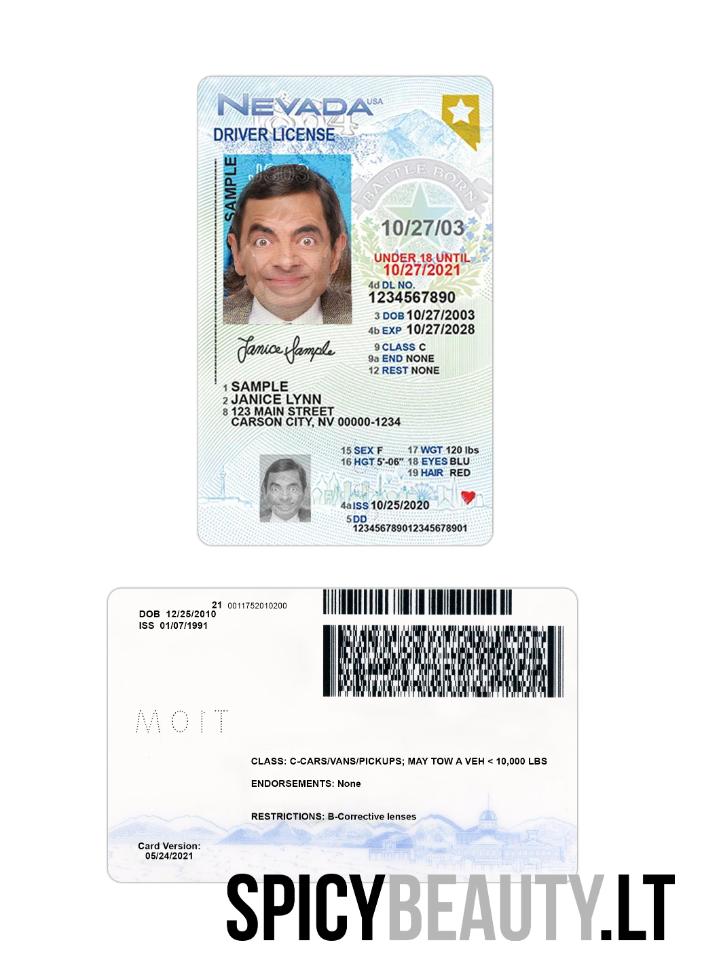 NEVADA USA
DRIVER LICENSE
SAMPLE
BATTLE BORN
10/27/03
UNDER 18 UNTIL
10/27/2021
4d DL NO.
1234567890
3 DOB 10/27/2003
4b EXP 10/27/2028
9 CLASS C
9a END NONE
12 REST NONE
Janice Sample
1 SAMPLE
2 JANICE LYNN
8 123 MAIN STREET
CARSON CITY, NV 00000-1234
15 SEX F 17 WGT 120 lbs
16 HGT 5'-06" 18 EYES BLU
19 HAIR RED
4a ISS 10/25/2020
5 DD
123456789012345678901
21 0011752010200
DOB 12/25/2010
ISS 01/07/1991
MOIT
CLASS: C-CARS/VANS/PICKUPS; MAY TOW A VEH < 10,000 LBS
ENDORSEMENTS: None
RESTRICTIONS: B-Corrective lenses
Card Version:
05/24/2021
SPICYBEAUTY.LT